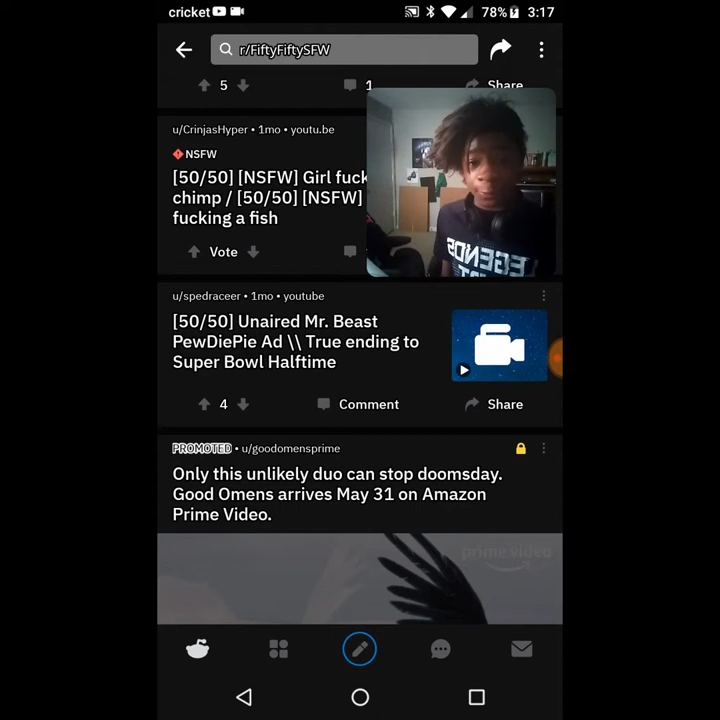 cricket 78% 3:17
r/FiftyFiftySFW
5 1 Share
u/CrinjasHyper • 1mo • youtu.be
NSFW
[50/50] [NSFW] Girl fuck
chimp / [50/50] [NSFW]
fucking a fish
Vote
LEGENDS
u/spedraceer • 1mo • youtube
[50/50] Unaired Mr. Beast
PewDiePie Ad \\ True ending to
Super Bowl Halftime
4 Comment Share
PROMOTED • u/goodomensprime
Only this unlikely duo can stop doomsday.
Good Omens arrives May 31 on Amazon
Prime Video.
prime video